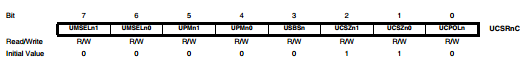 Bit 7 6 5 4 3 2 1 0
UMSELn1 UMSELn0 UPMn1 UPMn0 USBSn UCSZn1 UCSZn0 UCPOLn UCSRnC
Read/Write R/W R/W R/W R/W R/W R/W R/W R/W
Initial Value 0 0 0 0 0 1 1 0